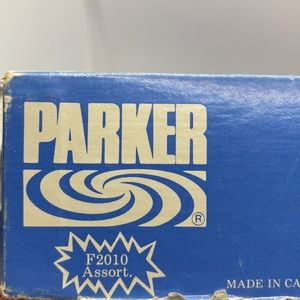 PARKER
®
F2010
Assort.
MADE IN CA